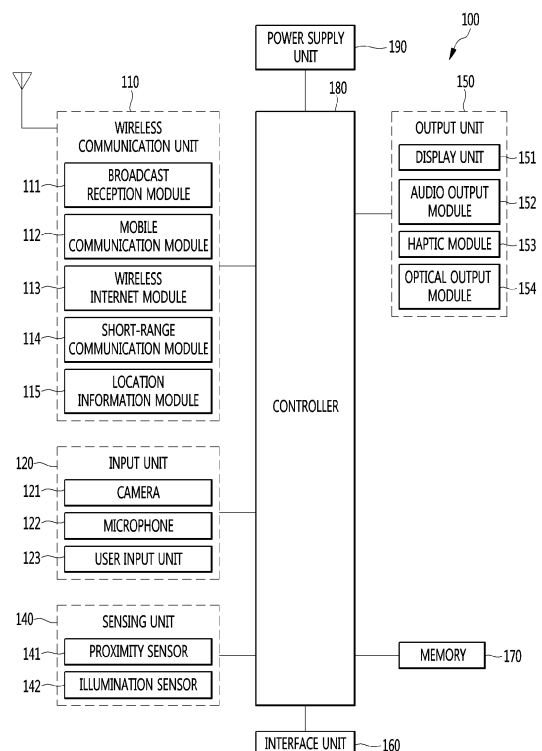 100
POWER SUPPLY
UNIT
190
110
180
150
WIRELESS
COMMUNICATION UNIT
111
BROADCAST
RECEPTION MODULE
112
MOBILE
COMMUNICATION MODULE
113
WIRELESS
INTERNET MODULE
114
SHORT-RANGE
COMMUNICATION MODULE
115
LOCATION
INFORMATION MODULE
120
INPUT UNIT
121
CAMERA
122
MICROPHONE
123
USER INPUT UNIT
140
SENSING UNIT
141
PROXIMITY SENSOR
142
ILLUMINATION SENSOR
CONTROLLER
OUTPUT UNIT
DISPLAY UNIT
151
AUDIO OUTPUT
MODULE
152
HAPTIC MODULE
153
OPTICAL OUTPUT
MODULE
154
MEMORY
170
INTERFACE UNIT
160